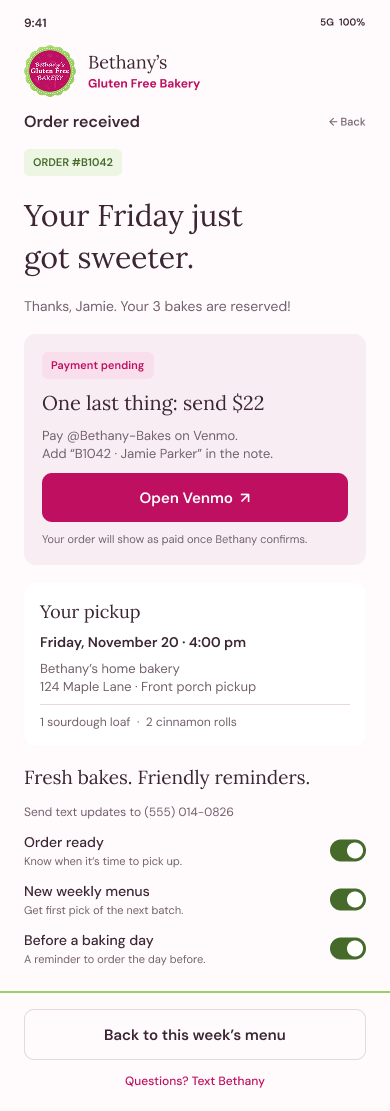 9:41
5G 100%
Bethany's
Gluten Free
BAKERY
Bethany’s
Gluten Free Bakery
Order received
← Back
ORDER #B1042
Your Friday just
got sweeter.
Thanks, Jamie. Your 3 bakes are reserved!
Payment pending
One last thing: send $22
Pay @Bethany-Bakes on Venmo.
Add “B1042 · Jamie Parker” in the note.
Open Venmo ↗
Your order will show as paid once Bethany confirms.
Your pickup
Friday, November 20 · 4:00 pm
Bethany’s home bakery
124 Maple Lane · Front porch pickup
1 sourdough loaf · 2 cinnamon rolls
Fresh bakes. Friendly reminders.
Send text updates to (555) 014-0826
Order ready
Know when it’s time to pick up.
New weekly menus
Get first pick of the next batch.
Before a baking day
A reminder to order the day before.
Back to this week’s menu
Questions? Text Bethany